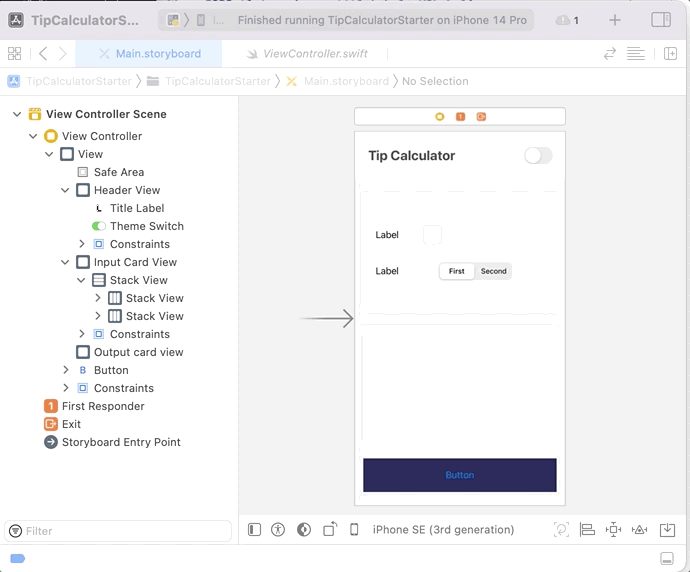 TipCalculatorS... I... Finished running TipCalculatorStarter on iPhone 14 Pro 1
Main.storyboard ViewController.swift
TipCalculatorStarter TipCalculatorStarter Main.storyboard No Selection
View Controller Scene
View Controller
View
Safe Area
Header View
L Title Label
Theme Switch
Constraints
Input Card View
Stack View
Stack View
Stack View
Constraints
Output card view
B Button
Constraints
1 First Responder
Exit
Storyboard Entry Point
Filter
1
Tip Calculator
Label
Label First Second
Button
iPhone SE (3rd generation)